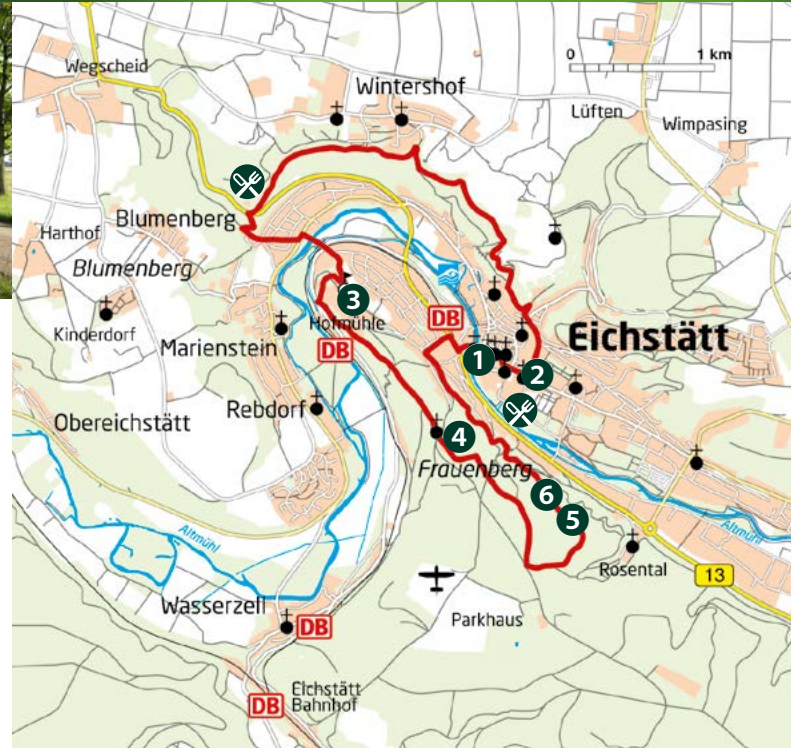 Wegscheid
Wintershof
0 1 km
Lüften
Wimpasing
Blumenberg
Harthof
Blumenberg
3
Hofmühle
DB
Eichstätt
Kinderdorf
Marienstein
DB
1
2
Rebdorf
Obereichstätt
4
Frauenberg
6
5
Altmühl
Altmühl
Rosental
13
Wasserzell
DB
Parkhaus
Eichstätt
Bahnhof
DB